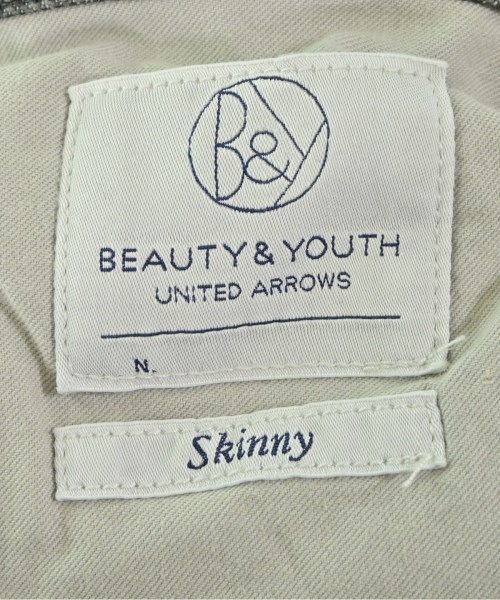 B&Y
BEAUTY & YOUTH
UNITED ARROWS
N.
Skinny